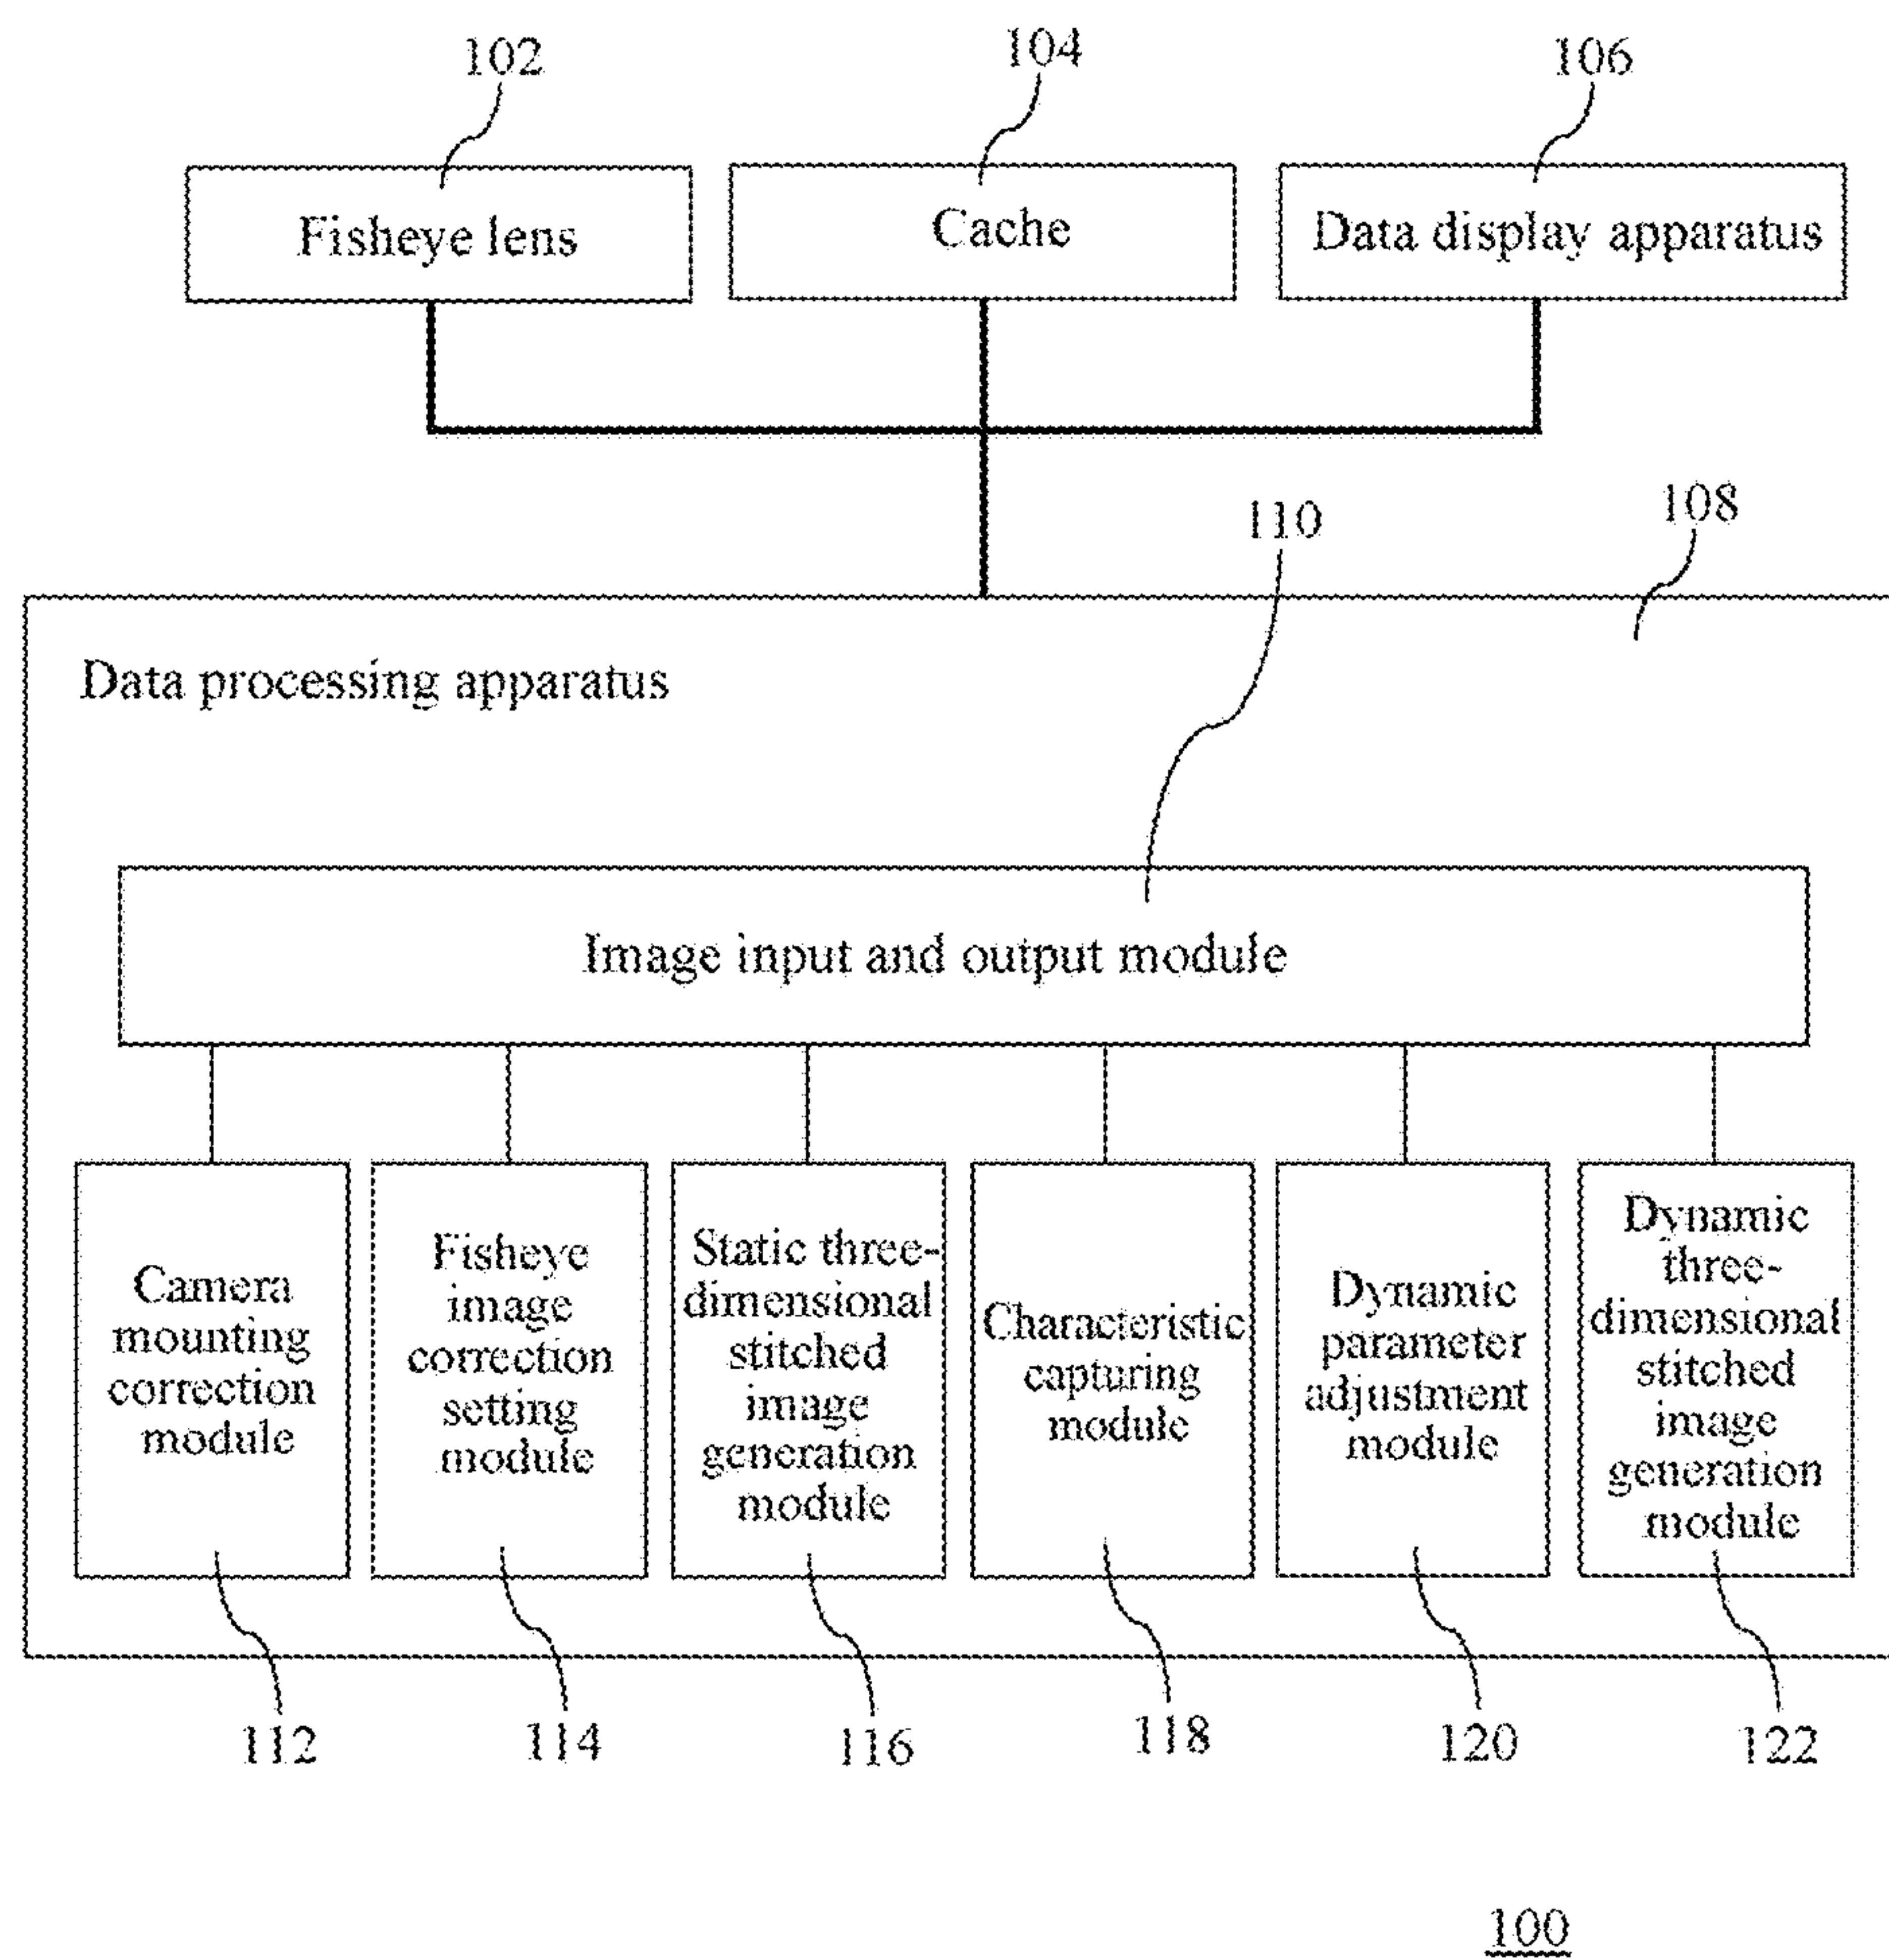 102
104
106
Fisheye lens
Cache
Data display apparatus
110
108
Data processing apparatus
Image input and output module
Camera
mounting
correction
module
Fisheye
image
correction
setting
module
Static three-
dimensional
stitched
image
generation
module
Characteristic
capturing
module
Dynamic
parameter
adjustment
module
Dynamic
three-
dimensional
stitched
image
generation
module
112
114
116
118
120
122
100